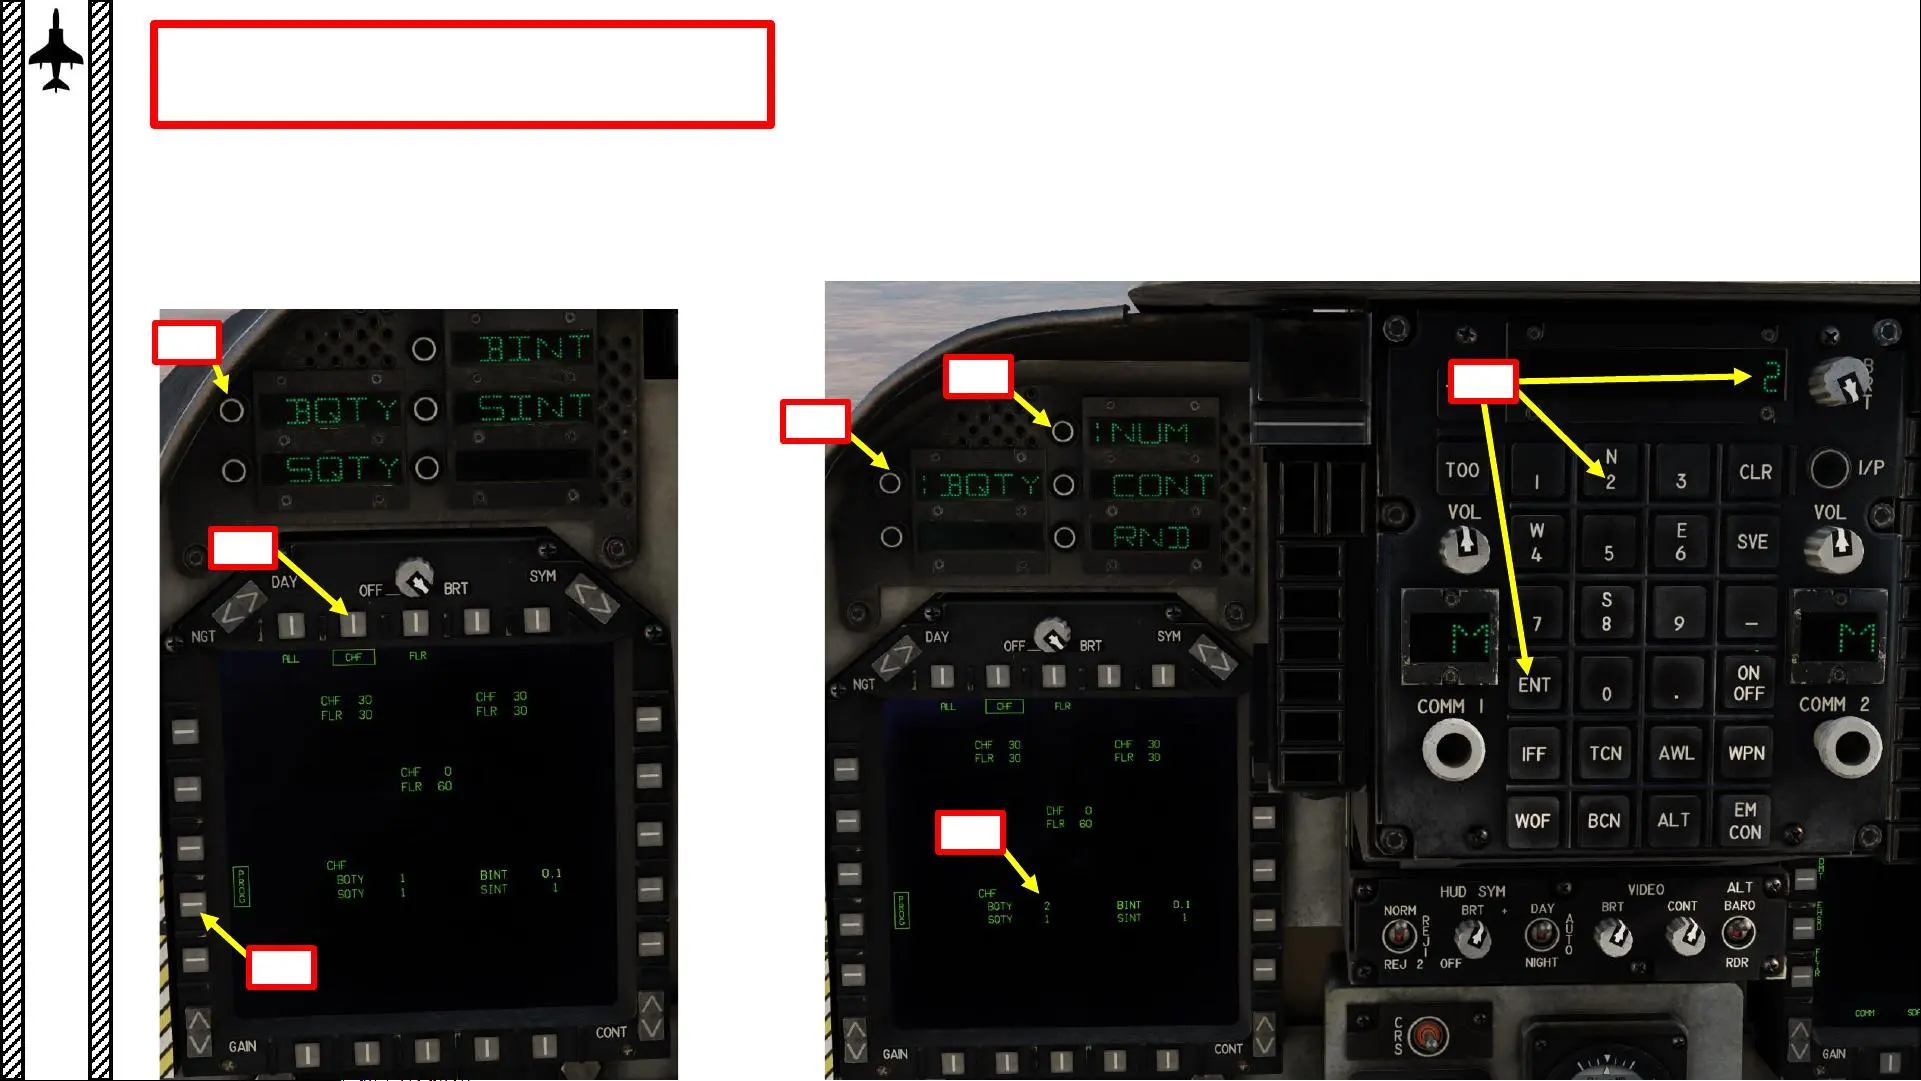 BINT
BQTY
SINT
SQTY
DAY
OFF
BRT
SYM
NGT
ALL
CHF
FLR
CHF 30
FLR 30
CHF 30
FLR 30
CHF 0
FLR 60
CHF
BQTY 1
SQTY 1
BINT 0.1
SINT 1
PROG
GAIN
CONT
:NUM
:BQTY
CONT
RND
DAY
OFF
BRT
SYM
NGT
ALL
CHF
FLR
CHF 30
FLR 30
CHF 30
FLR 30
CHF 0
FLR 60
CHF
BQTY 2
SQTY 1
BINT 0.1
SINT 1
PROG
GAIN
CONT
2
BRT
TOO
1
N
2
3
CLR
I/P
VOL
W
4
5
E
6
SVE
VOL
M
7
S
8
9
–
M
ENT
0
.
ON
OFF
COMM 1
COMM 2
IFF
TCN
AWL
WPN
WOF
BCN
ALT
EM
CON
HUD SYM
VIDEO
ALT
NORM
BRT
DAY
BRT
CONT
BARO
REJ 1
AUTO
REJ 2
OFF
NIGHT
RDR
CRS
COMM
GAIN